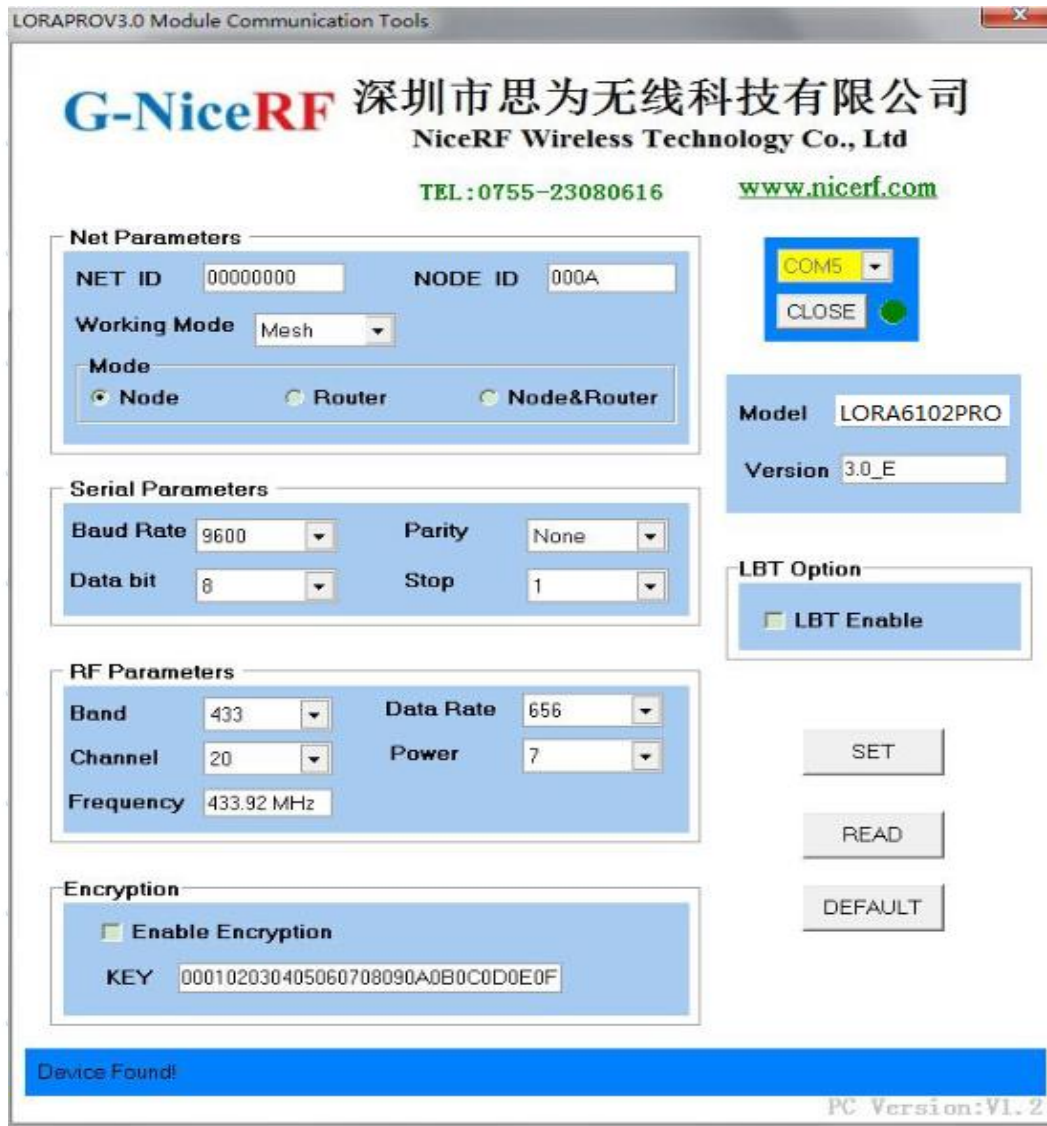 LORAPROV3.0 Module Communication Tools
G-NiceRF 深圳市思为无线科技有限公司
NiceRF Wireless Technology Co., Ltd
TEL:0755-23080616 www.nicerf.com
Net Parameters
NET ID 00000000 NODE ID 000A
Working Mode Mesh
Mode
Node Router Node&Router
COM5
CLOSE
Model LORA6102PRO
Version 3.0_E
Serial Parameters
Baud Rate 9600 Parity None
Data bit 8 Stop 1
LBT Option
LBT Enable
RF Parameters
Band 433 Data Rate 656
Channel 20 Power 7
Frequency 433.92 MHz
SET
READ
DEFAULT
Encryption
Enable Encryption
KEY 000102030405060708090A0B0C0D0E0F
Device Found!
PC Version:V1.2